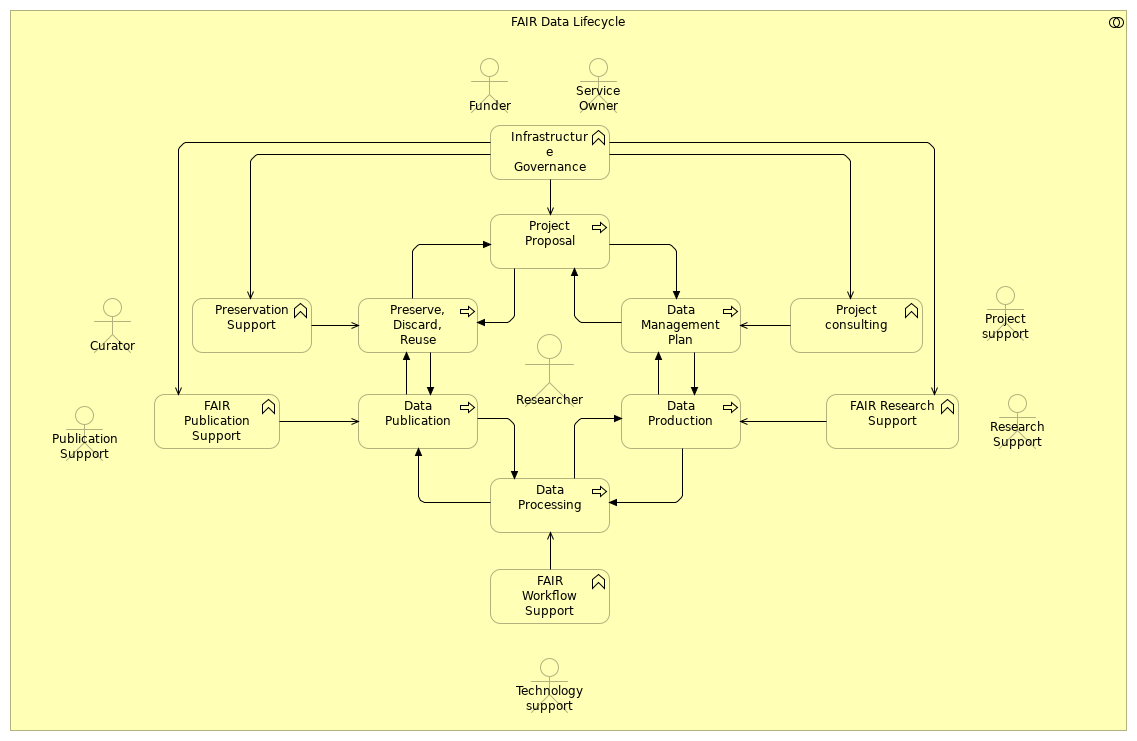 FAIR Data Lifecycle
Funder
Service
Owner
Infrastructur
e
Governance
Project
Proposal
Preservation
Support
Preserve,
Discard,
Reuse
Data
Management
Plan
Project
consulting
Curator
Project
support
Researcher
Publication
Support
FAIR
Publication
Support
Data
Publication
Data
Production
FAIR Research
Support
Research
Support
Data
Processing
FAIR
Workflow
Support
Technology
support